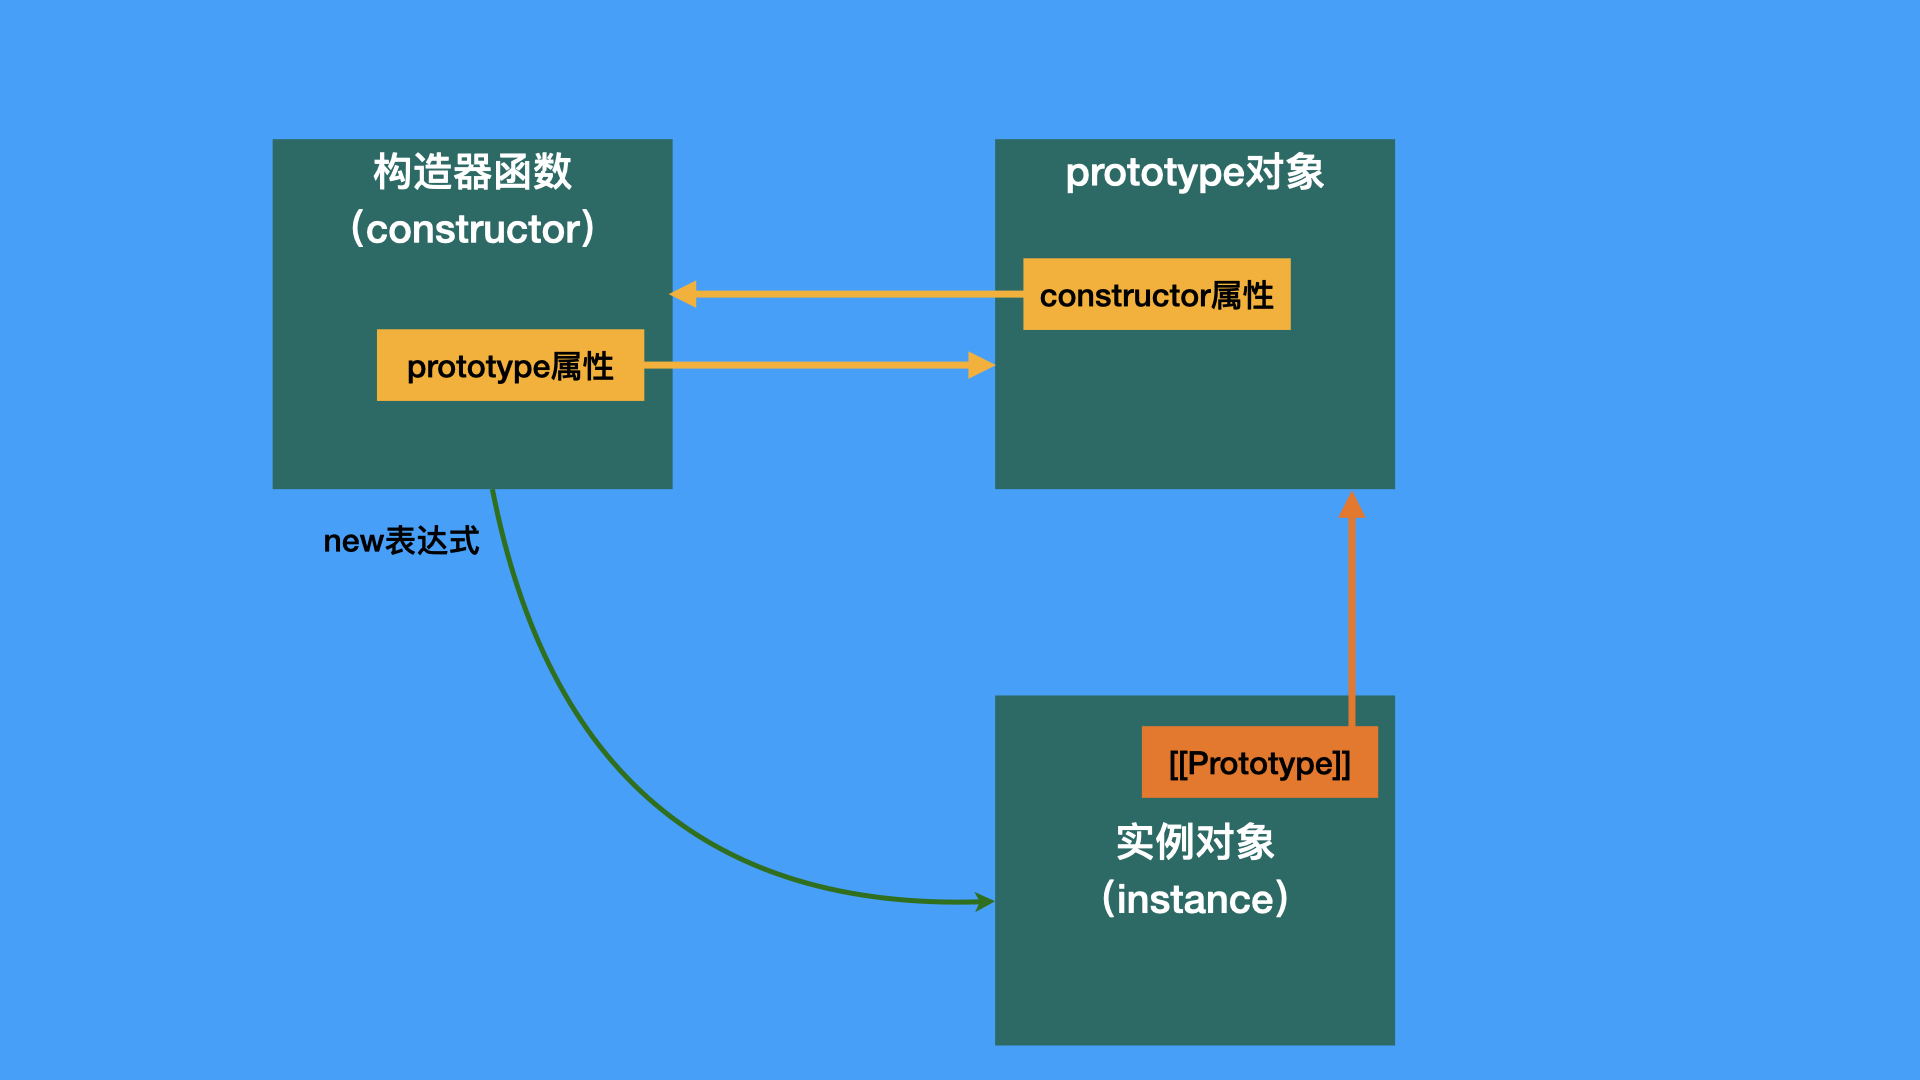 构造器函数
（constructor）
prototype属性
prototype对象
constructor属性
new表达式
[[Prototype]]
实例对象
（instance）